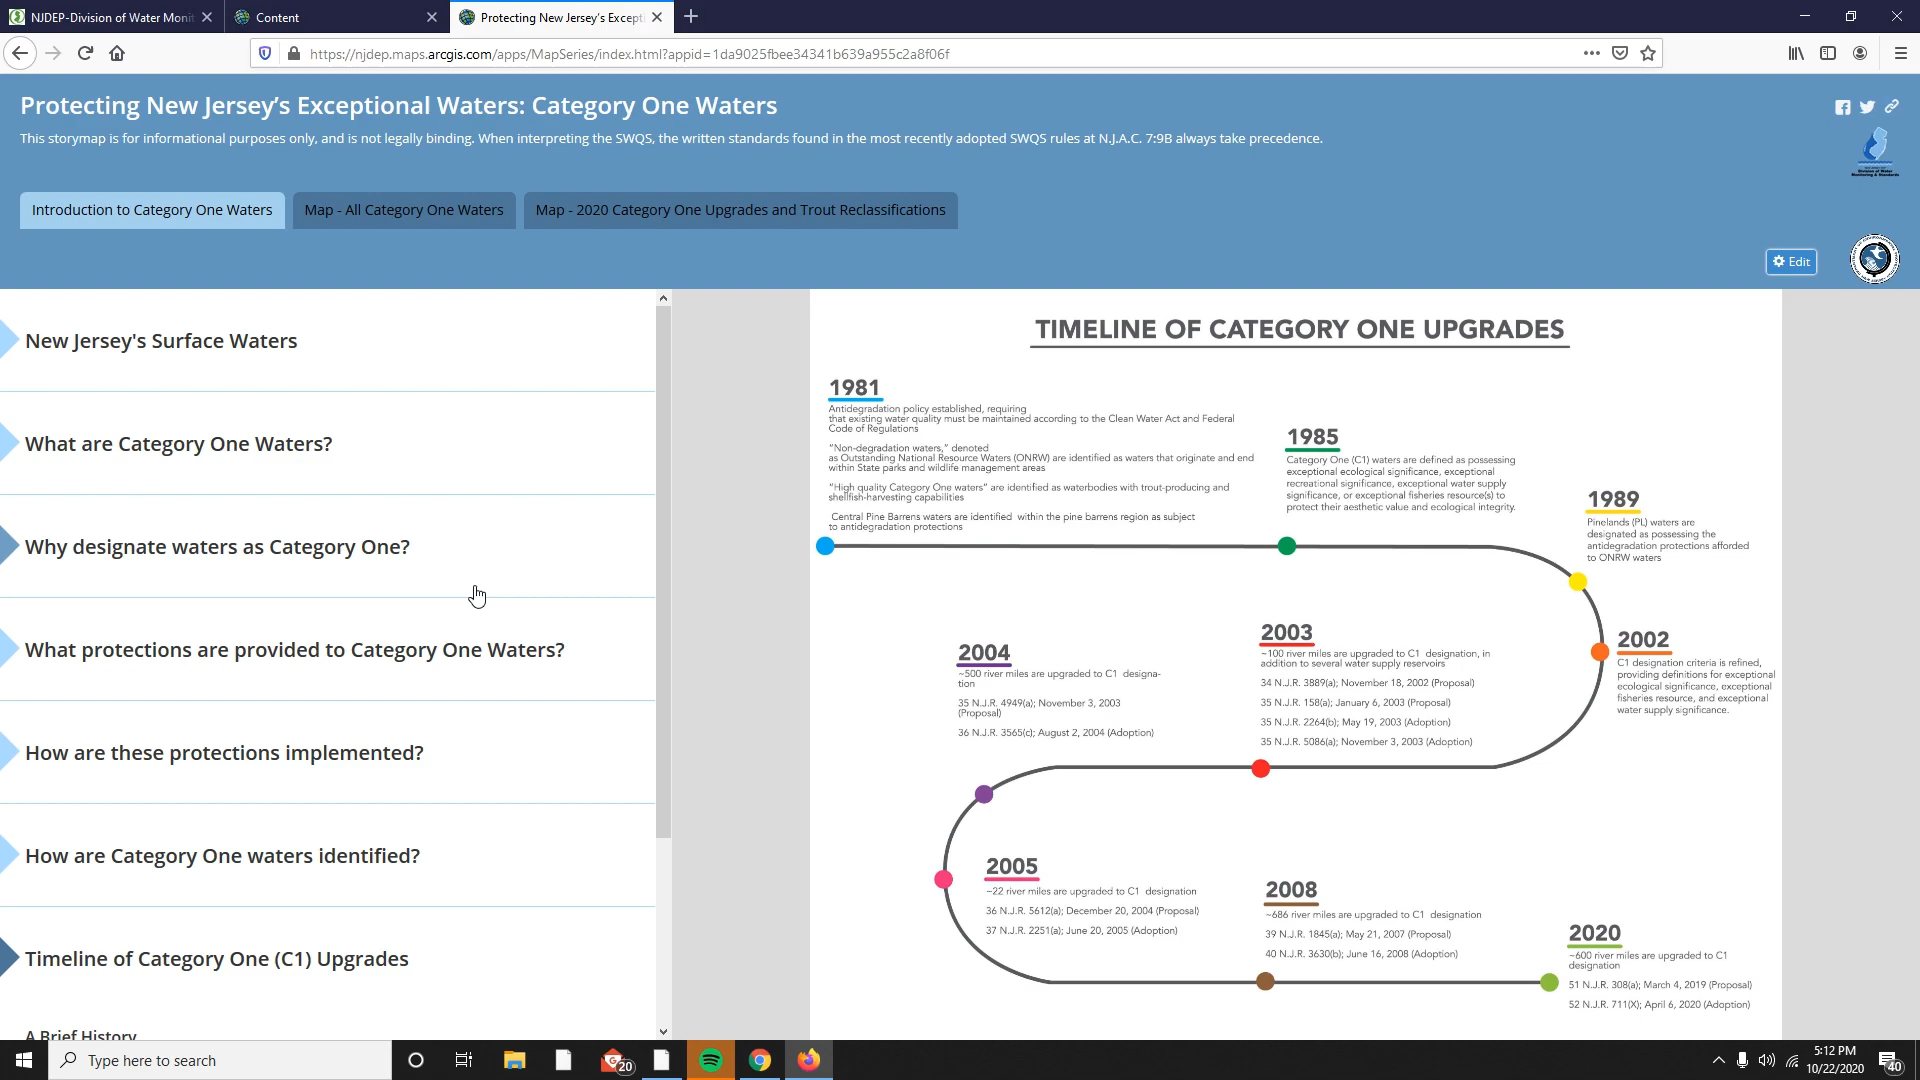 NJDEP-Division of Water Monit
Content
Protecting New Jersey's Except
https://njdep.maps.arcgis.com/apps/MapSeries/index.html?appid=1da9025fbee34341b639a955c2a8f06f
Protecting New Jersey's Exceptional Waters: Category One Waters
This storymap is for informational purposes only, and is not legally binding. When interpreting the SWQS, the written standards found in the most recently adopted SWQS rules at N.J.A.C. 7:9B always take precedence.
Introduction to Category One Waters
Map - All Category One Waters
Map - 2020 Category One Upgrades and Trout Reclassifications
Edit
New Jersey's Surface Waters
What are Category One Waters?
Why designate waters as Category One?
What protections are provided to Category One Waters?
How are these protections implemented?
How are Category One waters identified?
Timeline of Category One (C1) Upgrades
A Brief History
TIMELINE OF CATEGORY ONE UPGRADES
1981
Antidegradation policy established, requiring
that existing water quality must be maintained according to the Clean Water Act and Federal
Code of Regulations
"Non-degradation waters," denoted
as Outstanding National Resource Waters (ONRW) are identified as waters that originate and end
within State parks and wildlife management areas
"High quality Category One waters" are identified as waterbodies with trout-producing and
shellfish-harvesting capabilities
Central Pine Barrens waters are identified within the pine barrens region as subject
to antidegradation protections
1985
Category One (C1) waters are defined as possessing
exceptional ecological significance, exceptional
recreational significance, exceptional water supply
significance, or exceptional fisheries resource(s) to
protect their aesthetic value and ecological integrity.
1989
Pinelands (PL) waters are
designated as possessing the
antidegradation protections afforded
to ONRW waters
2002
C1 designation criteria is refined,
providing definitions for exceptional
ecological significance, exceptional
fisheries resource, and exceptional
water supply significance.
2003
~100 river miles are upgraded to C1 designation, in
addition to several water supply reservoirs
34 N.J.R. 3889(a); November 18, 2002 (Proposal)
35 N.J.R. 158(a); January 6, 2003 (Proposal)
35 N.J.R. 2264(b); May 19, 2003 (Adoption)
35 N.J.R. 5086(a); November 3, 2003 (Adoption)
2004
~500 river miles are upgraded to C1 designa-
tion
35 N.J.R. 4949(a); November 3, 2003
(Proposal)
36 N.J.R. 3565(c); August 2, 2004 (Adoption)
2005
~22 river miles are upgraded to C1 designation
36 N.J.R. 5612(a); December 20, 2004 (Proposal)
37 N.J.R. 2251(a); June 20, 2005 (Adoption)
2008
~686 river miles are upgraded to C1 designation
39 N.J.R. 1845(a); May 21, 2007 (Proposal)
40 N.J.R. 3630(b); June 16, 2008 (Adoption)
2020
~600 river miles are upgraded to C1
designation
51 N.J.R. 308(a); March 4, 2019 (Proposal)
52 N.J.R. 711(X); April 6, 2020 (Adoption)
Type here to search
20
5:12 PM
10/22/2020
40